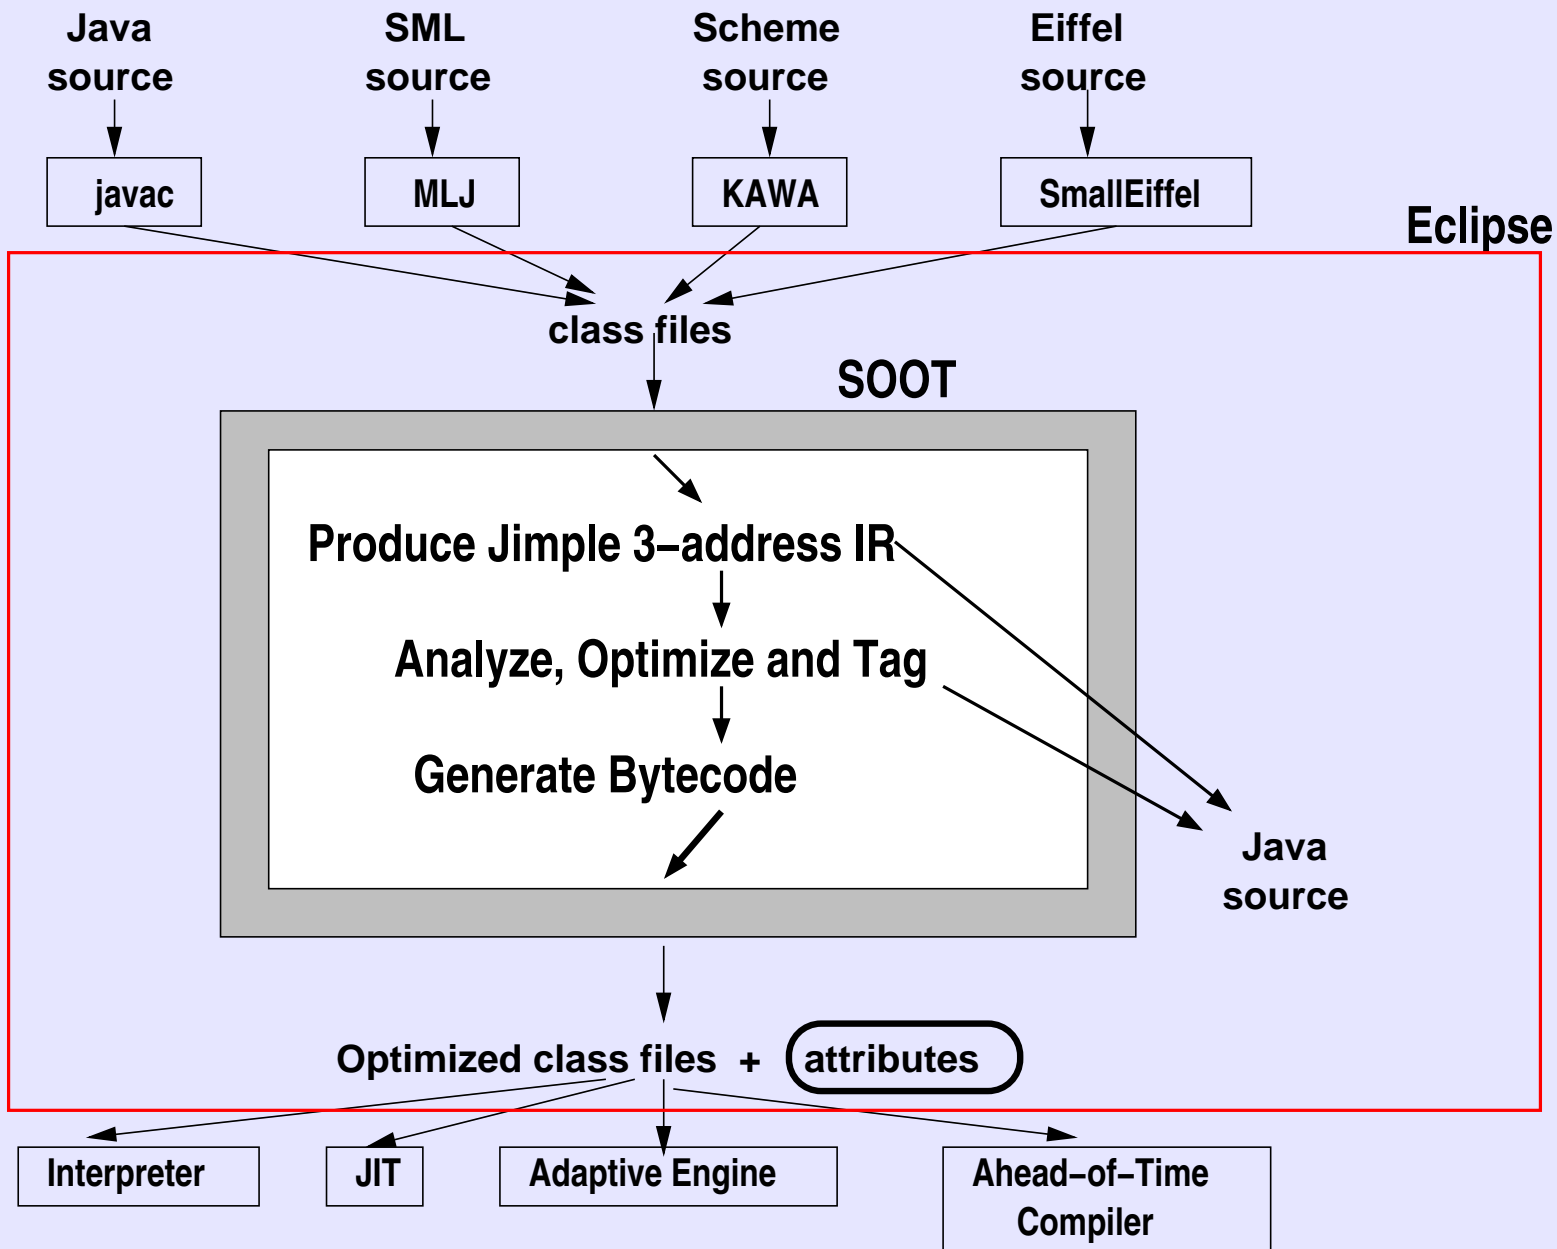 Java
source
SML
source
Scheme
source
Eiffel
source
javac
MLJ
KAWA
SmallEiffel
Eclipse
class files
SOOT
Produce Jimple 3–address IR
Analyze, Optimize and Tag
Generate Bytecode
Java
source
Optimized class files + attributes
Interpreter
JIT
Adaptive Engine
Ahead–of–Time
Compiler